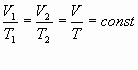 V₁/T₁ = V₂/T₂ = V/T = const